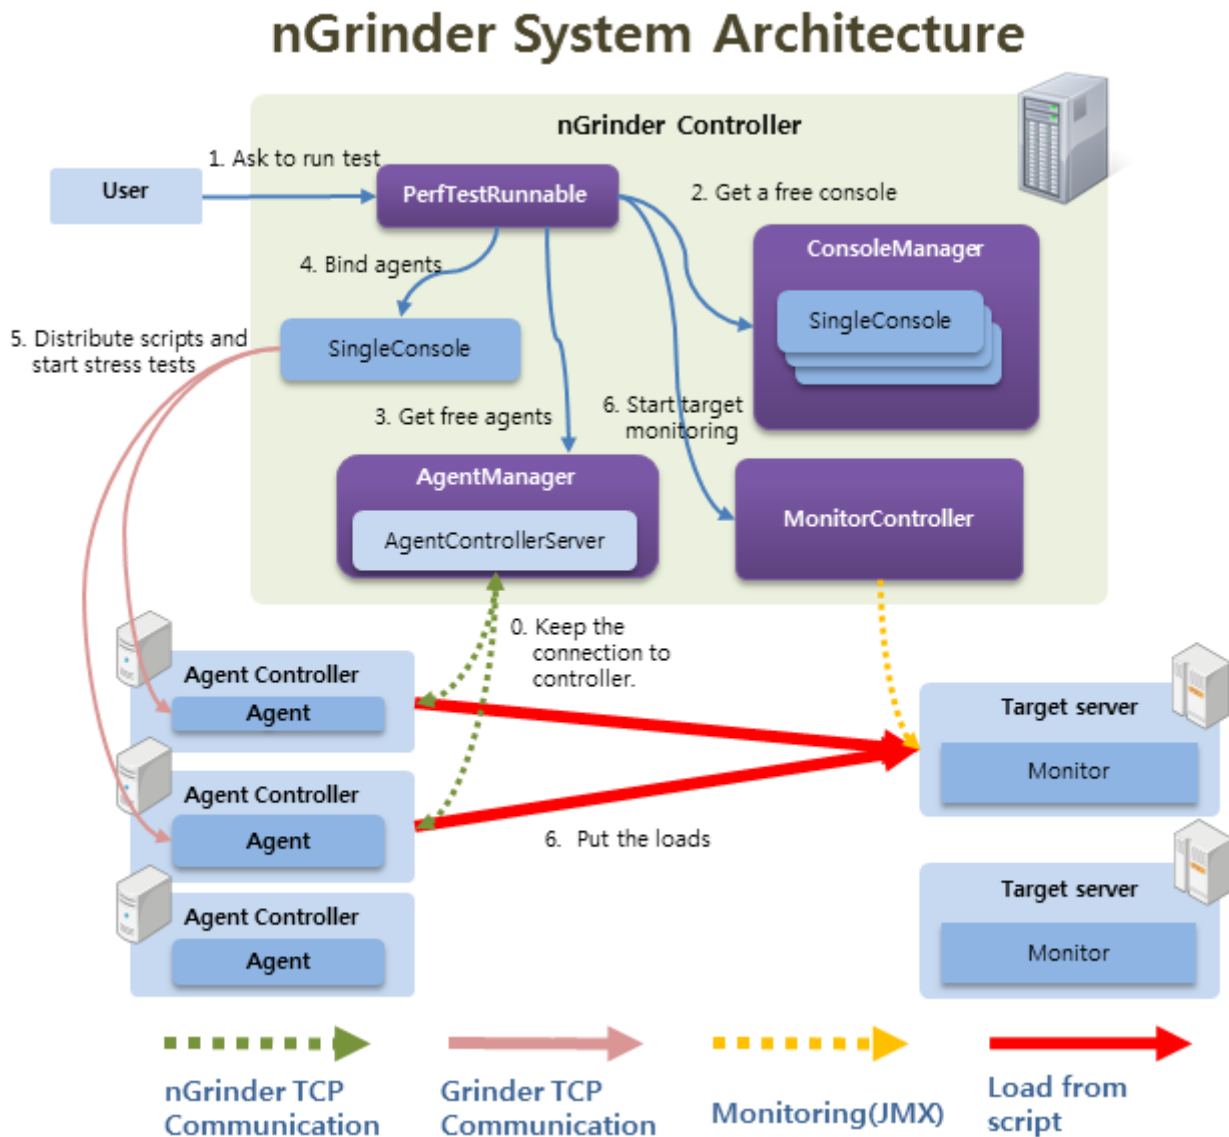 nGrinder System Architecture
nGrinder Controller
1. Ask to run test
User
PerfTestRunnable
2. Get a free console
ConsoleManager
SingleConsole
4. Bind agents
5. Distribute scripts and
start stress tests
SingleConsole
3. Get free agents
6. Start target
monitoring
AgentManager
AgentControllerServer
MonitorController
0. Keep the
connection to
controller.
Agent Controller
Agent
Agent Controller
Agent
Agent Controller
Agent
6. Put the loads
Target server
Monitor
Target server
Monitor
nGrinder TCP
Communication
Grinder TCP
Communication
Monitoring(JMX)
Load from
script